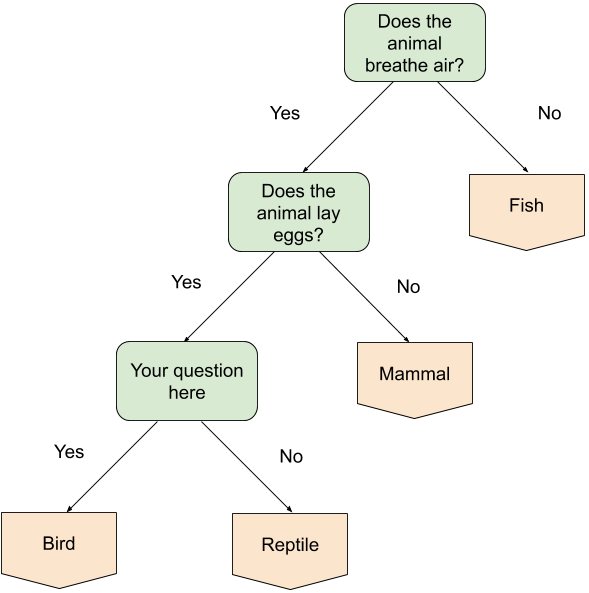 Does the
animal
breathe air?
Yes
No
Does the
animal lay
eggs?
Fish
Yes
No
Your question
here
Mammal
Yes
No
Bird
Reptile